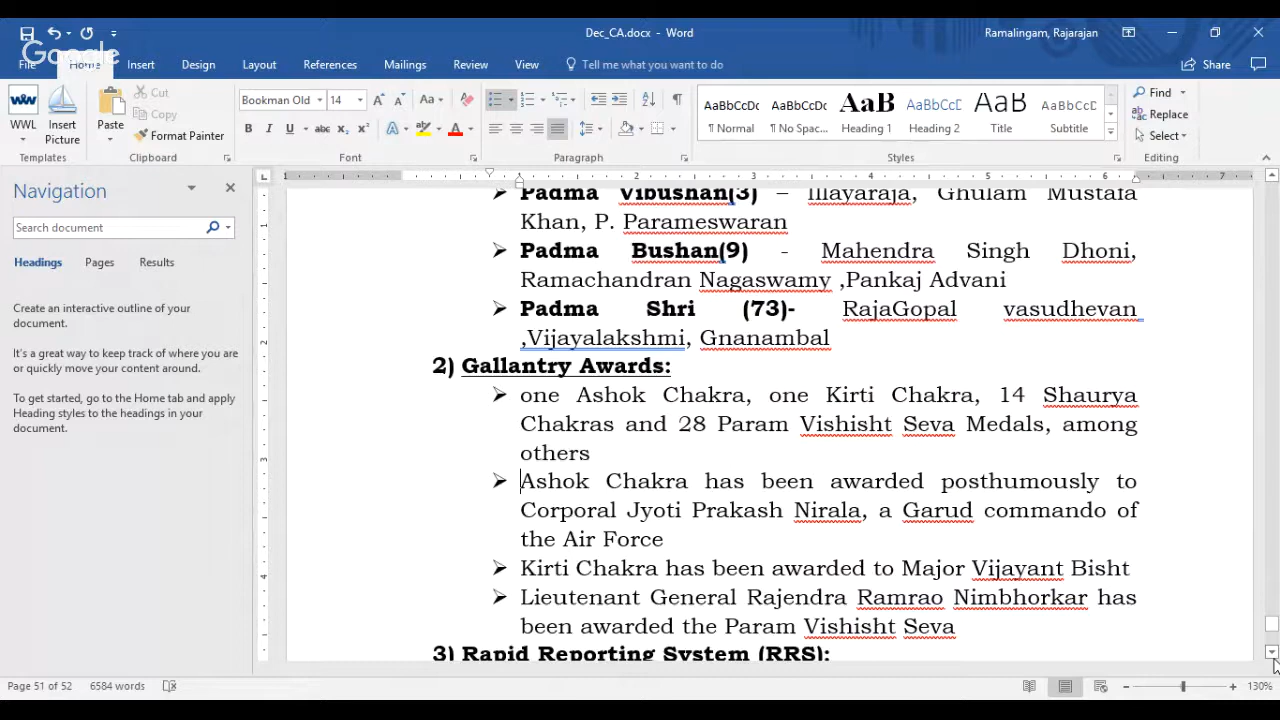 Dec_CA.docx - Word
Ramalingam, Rajarajan
Google
File Home Insert Design Layout References Mailings Review View Tell me what you want to do Share
WWL Insert Picture
Templates
Paste
Cut
Copy
Format Painter
Clipboard
Bookman Old 14
Font
Paragraph
AaBbCcDc AaBbCcDc AaB AaBbCcD AaB AaBbCcD
¶ Normal ¶ No Spac... Heading 1 Heading 2 Title Subtitle
Styles
Find
Replace
Select
Editing
Navigation
Search document
Headings Pages Results
Create an interactive outline of your
document.
It's a great way to keep track of where you are
or quickly move your content around.
To get started, go to the Home tab and apply
Heading styles to the headings in your
document.
➢ Padma Vibushan(3) – Illayaraja, Ghulam Mustafa
Khan, P. Parameswaran
➢ Padma Bushan(9) - Mahendra Singh Dhoni,
Ramachandran Nagaswamy ,Pankaj Advani
➢ Padma Shri (73)- RajaGopal vasudhevan
,Vijayalakshmi, Gnanambal
2) Gallantry Awards:
➢ one Ashok Chakra, one Kirti Chakra, 14 Shaurya
Chakras and 28 Param Vishisht Seva Medals, among
others
➢ Ashok Chakra has been awarded posthumously to
Corporal Jyoti Prakash Nirala, a Garud commando of
the Air Force
➢ Kirti Chakra has been awarded to Major Vijayant Bisht
➢ Lieutenant General Rajendra Ramrao Nimbhorkar has
been awarded the Param Vishisht Seva
3) Rapid Reporting System (RRS):
Page 51 of 52 6584 words
130%